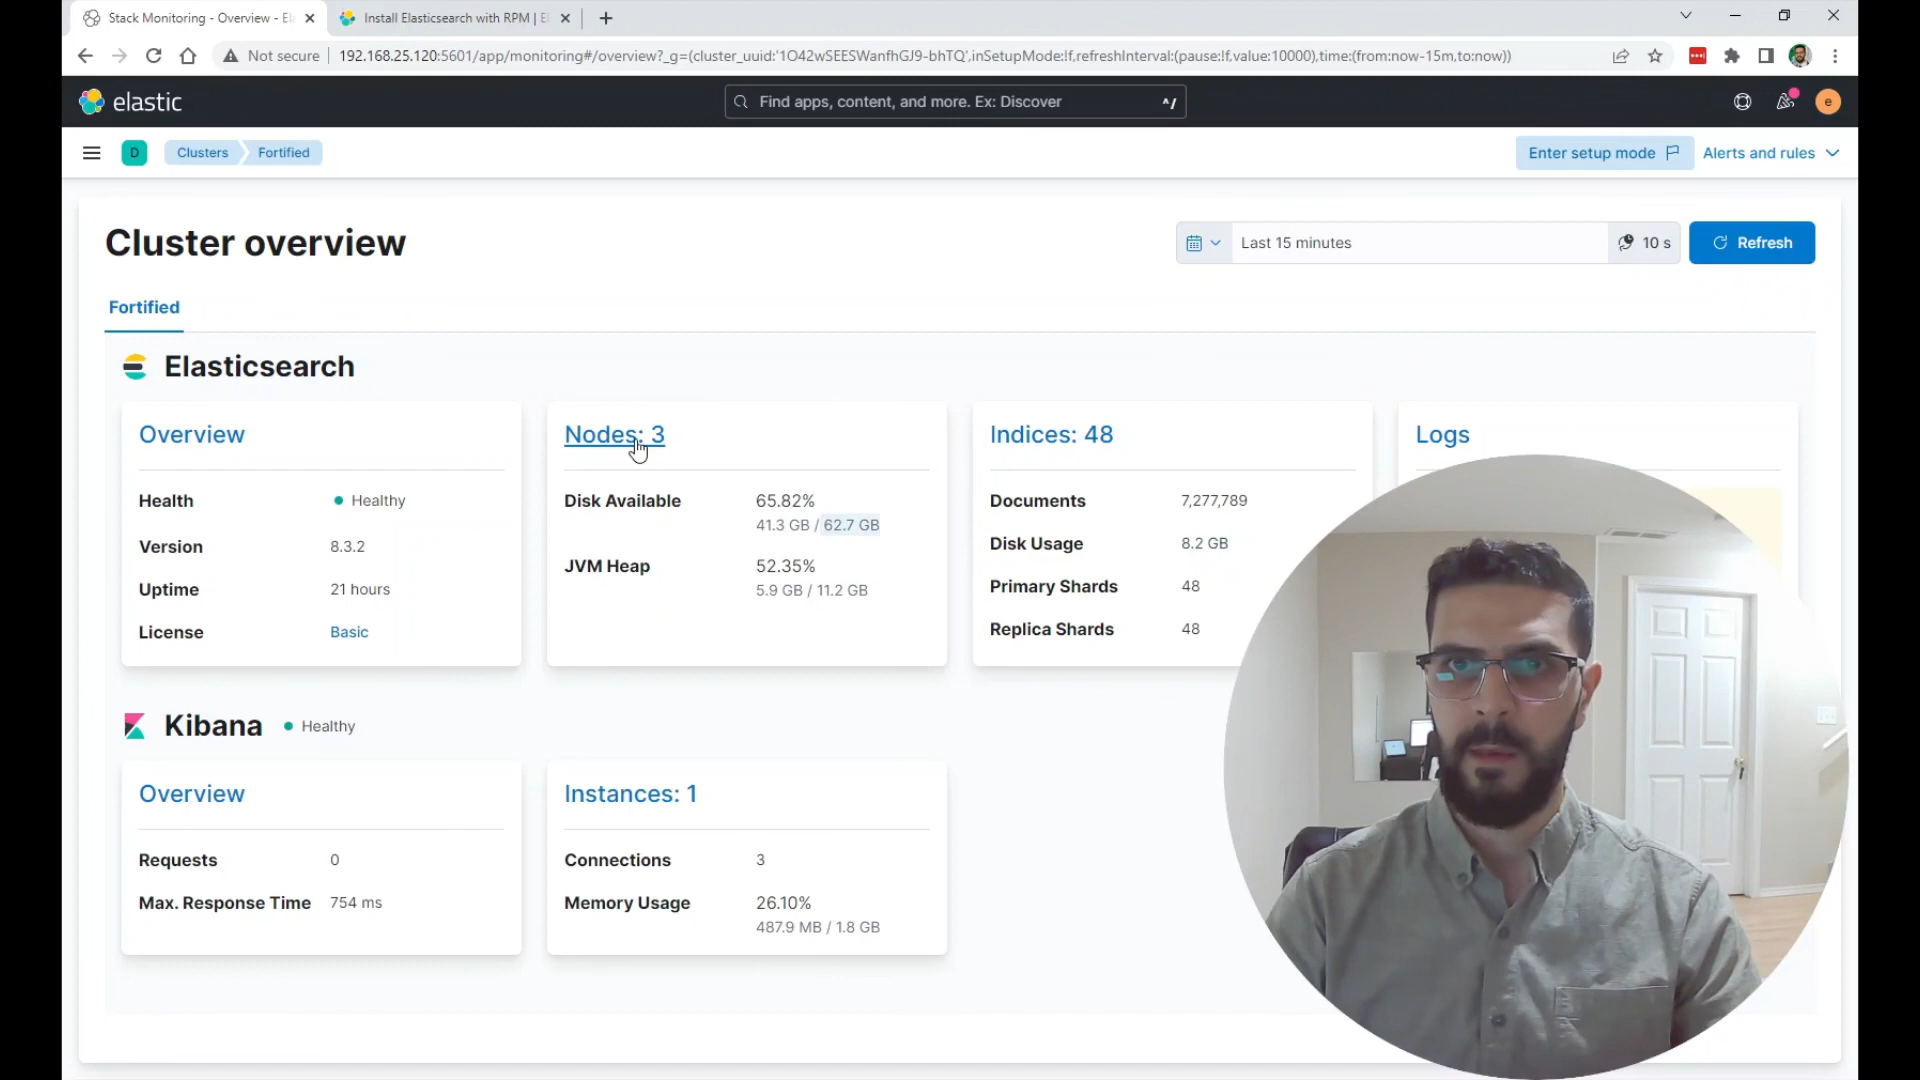 Stack Monitoring - Overview - El
Install Elasticsearch with RPM | E
Not secure
192.168.25.120:5601/app/monitoring#/overview?_g=(cluster_uuid:'1O42wSEESWanfhGJ9-bhTQ',inSetupMode:!f,refreshInterval:(pause:!f,value:10000),time:(from:now-15m,to:now))
elastic
Find apps, content, and more. Ex: Discover
^/
e
D
Clusters
Fortified
Enter setup mode
Alerts and rules
Cluster overview
Last 15 minutes
10 s
Refresh
Fortified
Elasticsearch
Overview
Health
Healthy
Version
8.3.2
Uptime
21 hours
License
Basic
Nodes: 3
Disk Available
65.82%
41.3 GB / 62.7 GB
JVM Heap
52.35%
5.9 GB / 11.2 GB
Indices: 48
Documents
7,277,789
Disk Usage
8.2 GB
Primary Shards
48
Replica Shards
48
Logs
Kibana
Healthy
Overview
Requests
0
Max. Response Time
754 ms
Instances: 1
Connections
3
Memory Usage
26.10%
487.9 MB / 1.8 GB